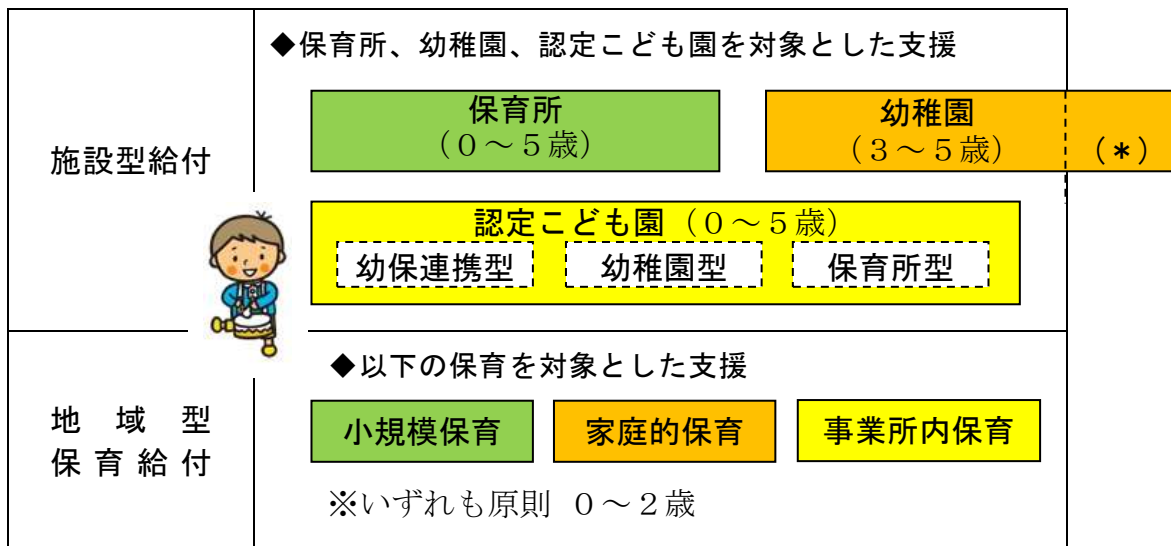 ◆保育所、幼稚園、認定こども園を対象とした支援
施設型給付
保育所
（０～５歳）
幼稚園
（３～５歳）
（＊）
認定こども園（０～５歳）
幼保連携型
幼稚園型
保育所型
◆以下の保育を対象とした支援
地域型
保育給付
小規模保育
家庭的保育
事業所内保育
※いずれも原則 ０～２歳